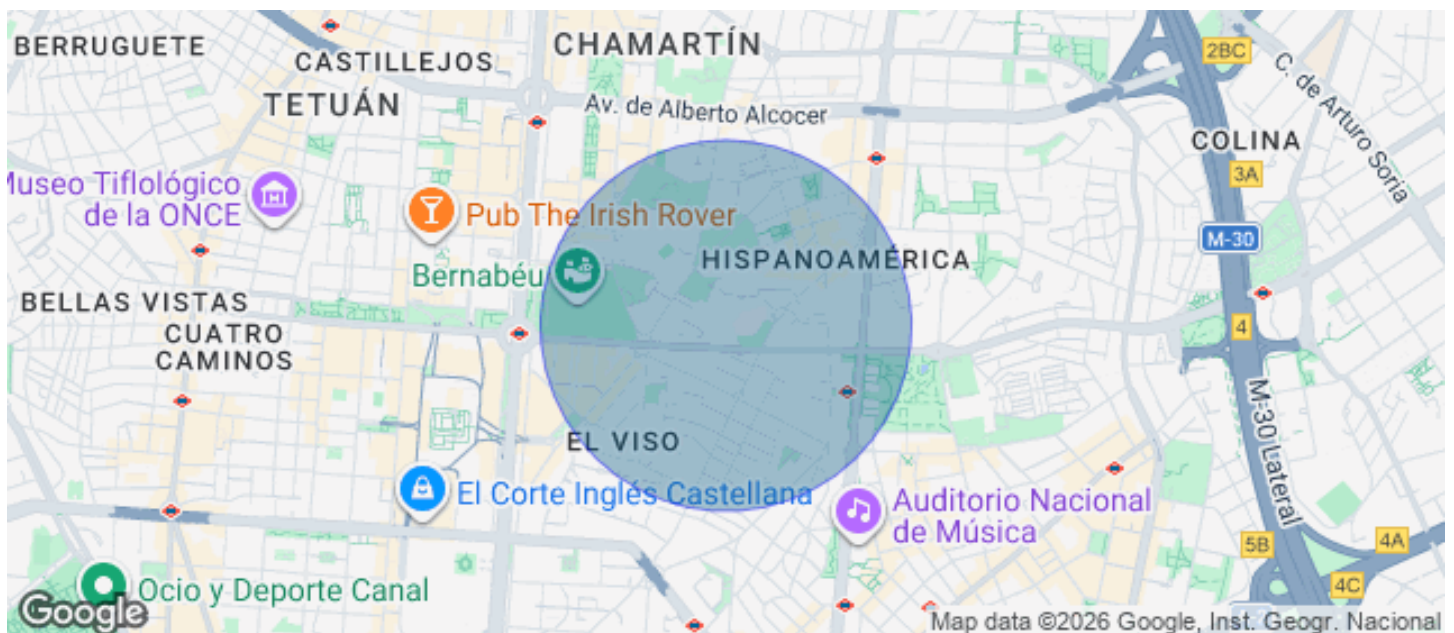 BERRUGUETE
CASTILLEJOS
CHAMARTÍN
2BC
C. de Arturo Soria
TETUÁN
Av. de Alberto Alcocer
COLINA
3A
Museo Tiflológico
de la ONCE
Pub The Irish Rover
M-30
HISPANOAMÉRICA
Bernabéu
BELLAS VISTAS
CUATRO
CAMINOS
4
M-30 Lateral
EL VISO
El Corte Inglés Castellana
Auditorio Nacional
de Música
5B
4A
4C
Ocio y Deporte Canal
Google
Map data ©2026 Google, Inst. Geogr. Nacional